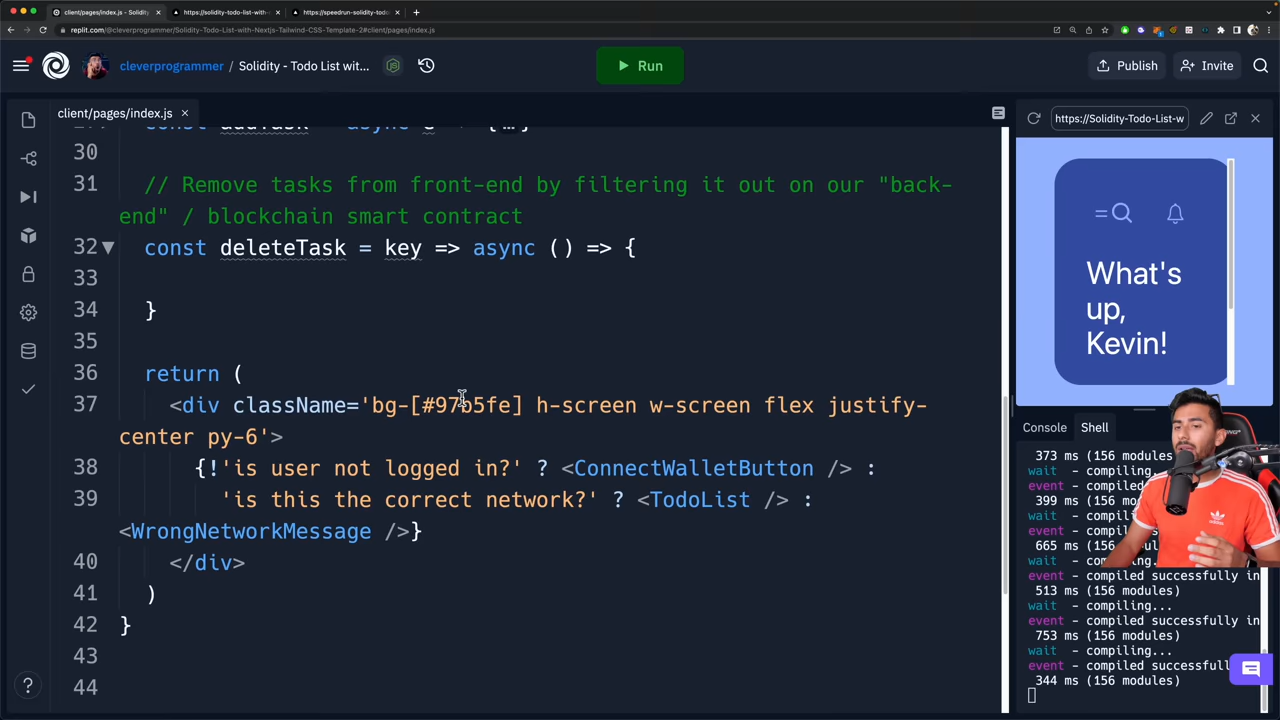 client/pages/index.js - Solidity
https://solidity-todo-list-with-
https://speedrun-solidity-todo
replit.com/@cleverprogrammer/Solidity-Todo-List-with-Nextjs-Tailwind-CSS-Template-2#client/pages/index.js
cleverprogrammer / Solidity - Todo List wit...
Run
Publish
Invite
client/pages/index.js
https://Solidity-Todo-List-w
30
31 // Remove tasks from front-end by filtering it out on our "back-
end" / blockchain smart contract
32 const deleteTask = key => async () => {
33
34 }
35
36 return (
37 <div className='bg-[#97b5fe] h-screen w-screen flex justify-
center py-6'>
38 {!'is user not logged in?' ? <ConnectWalletButton /> :
39 'is this the correct network?' ? <TodoList /> :
<WrongNetworkMessage />}
40 </div>
41 )
42 }
43
44
What's
up,
Kevin!
Console
Shell
373 ms (156 modules)
wait - compiling...
event - compiled
399 ms (156 modu
wait - compiling
event - compiled
665 ms (156 mo
wait - compil
event - compiled successfully in
513 ms (156 modules)
wait - compiling...
event - compiled successfully in
753 ms (156 modules)
wait - compiling...
event - compiled successfully
344 ms (156 modules)
?